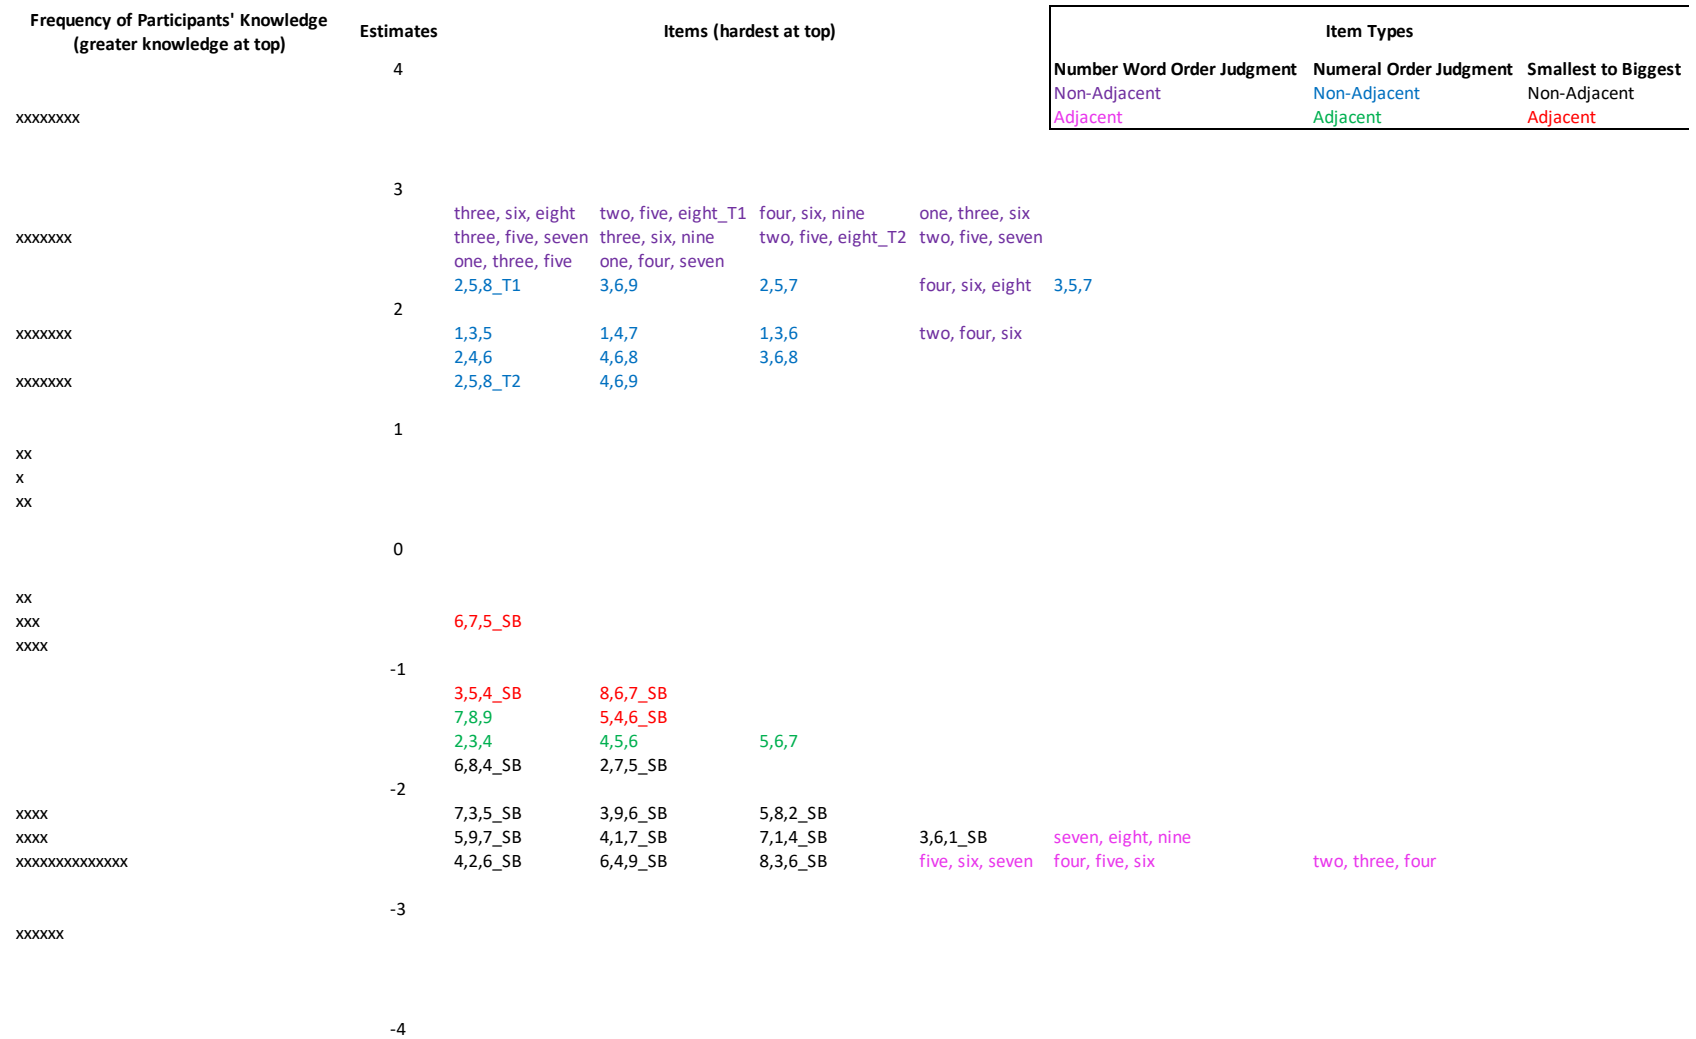 Frequency of Participants' Knowledge
(greater knowledge at top)
Estimates
Items (hardest at top)
Item Types
4
Number Word Order Judgment Numeral Order Judgment Smallest to Biggest
Non-Adjacent Non-Adjacent Non-Adjacent
xxxxxxxx
Adjacent Adjacent Adjacent
3
three, six, eight two, five, eight_T1 four, six, nine one, three, six
xxxxxxx three, five, seven three, six, nine two, five, eight_T2 two, five, seven
one, three, five one, four, seven
2,5,8_T1 3,6,9 2,5,7 four, six, eight 3,5,7
2
xxxxxxx 1,3,5 1,4,7 1,3,6 two, four, six
2,4,6 4,6,8 3,6,8
xxxxxxx 2,5,8_T2 4,6,9
1
xx
x
xx
0
xx
xxx 6,7,5_SB
xxxx
-1
3,5,4_SB 8,6,7_SB
7,8,9 5,4,6_SB
2,3,4 4,5,6 5,6,7
6,8,4_SB 2,7,5_SB
-2
xxxx 7,3,5_SB 3,9,6_SB 5,8,2_SB
xxxx 5,9,7_SB 4,1,7_SB 7,1,4_SB 3,6,1_SB seven, eight, nine
xxxxxxxxxxxxxx 4,2,6_SB 6,4,9_SB 8,3,6_SB five, six, seven four, five, six two, three, four
-3
xxxxxx
-4